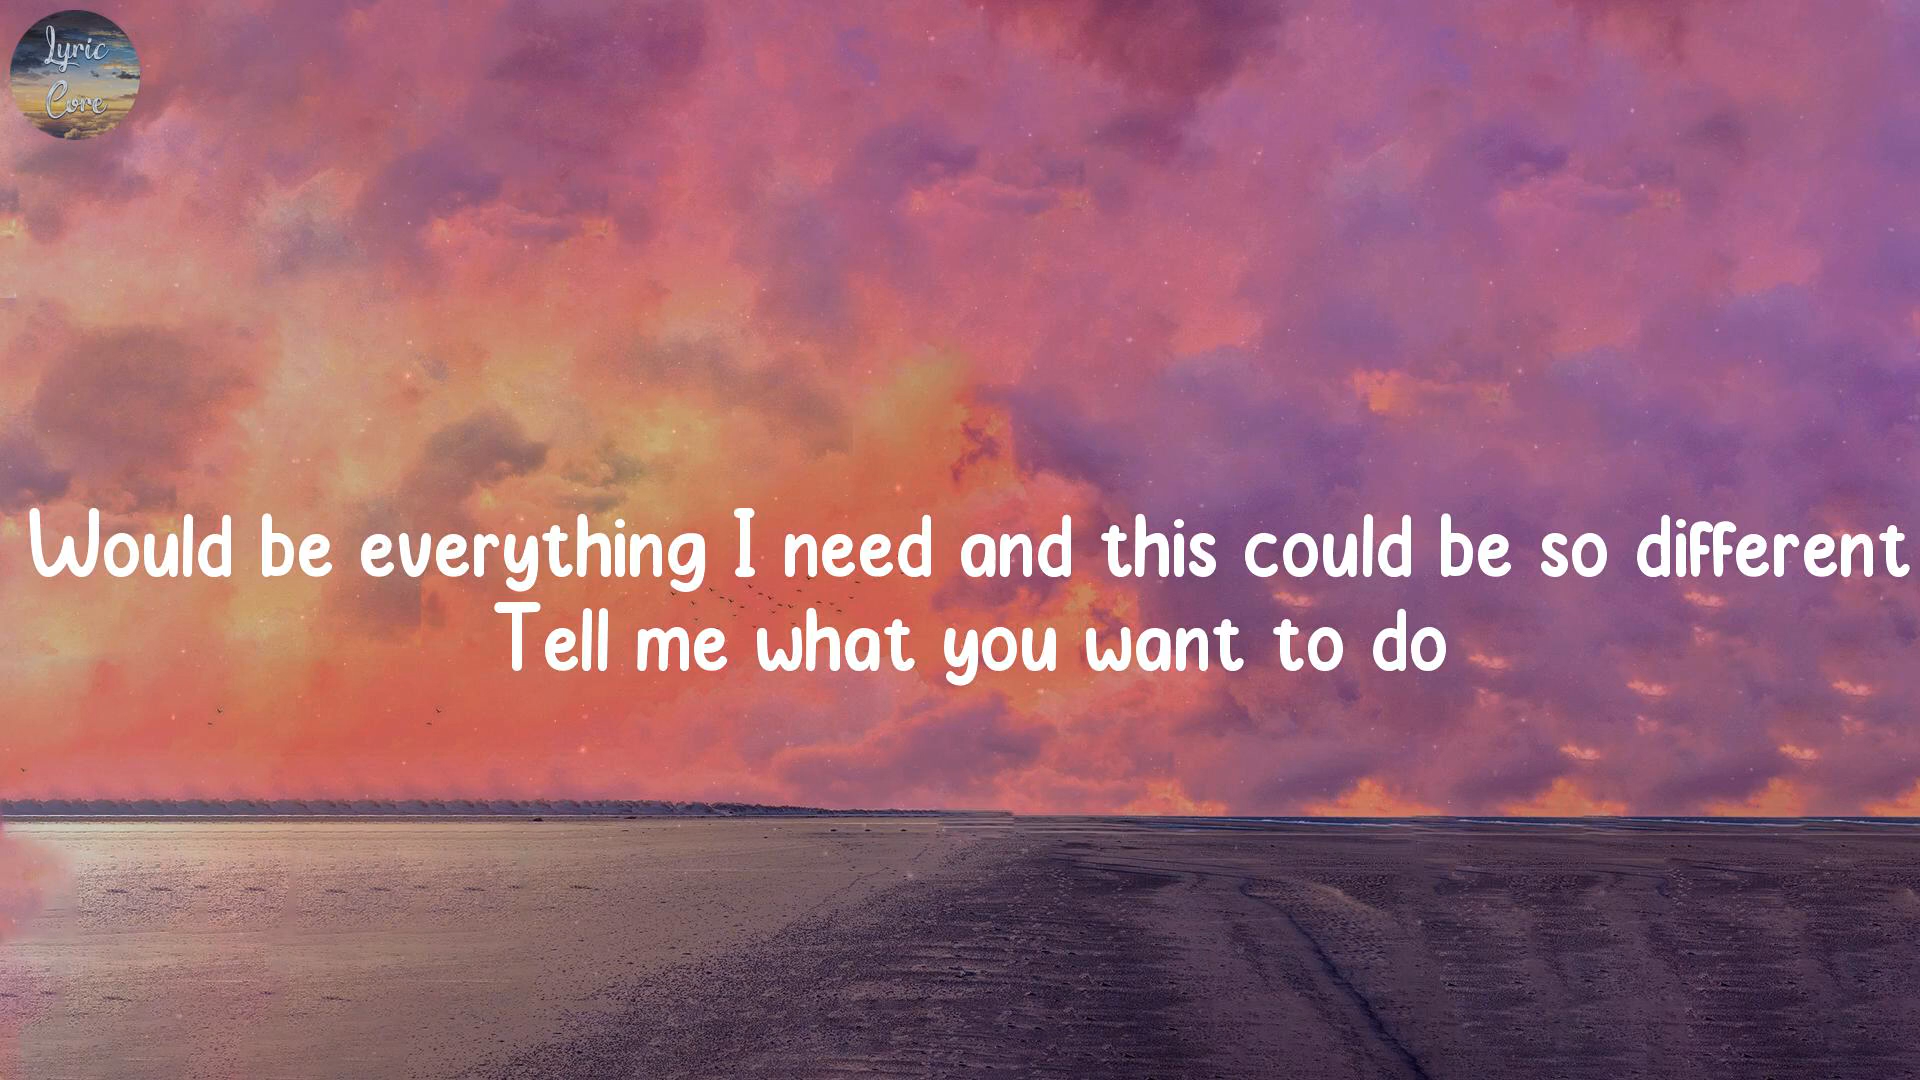 Lyric
Core
Would be everything I need and this could be so different
Tell me what you want to do